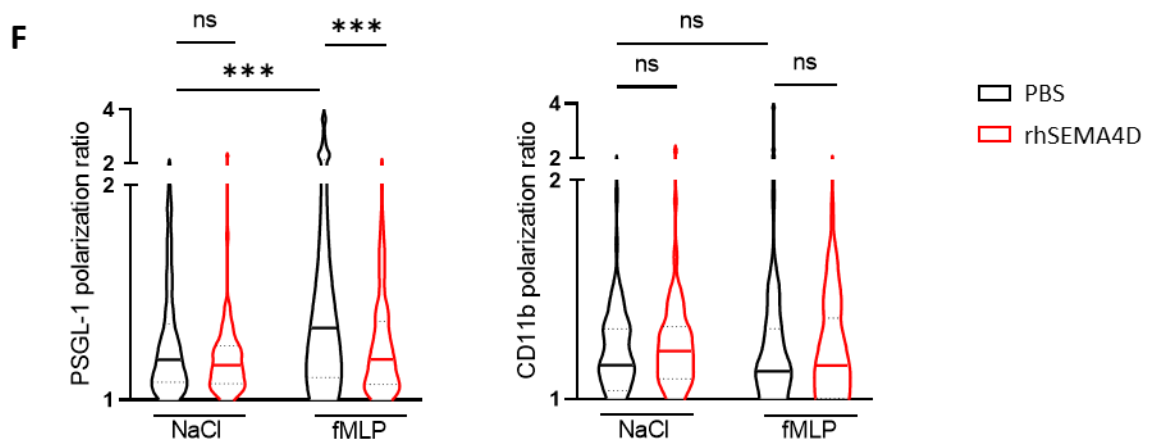 F
ns
***
***
PSGL-1 polarization ratio
4
2
2
1
NaCl
fMLP
ns
ns
ns
CD11b polarization ratio
4
2
2
1
NaCl
fMLP
PBS
rhSEMA4D